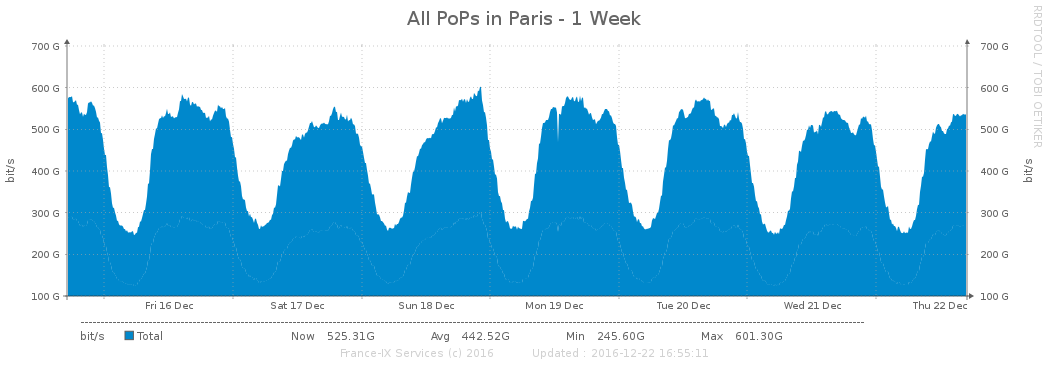 All PoPs in Paris - 1 Week
RRDTOOL / TOBI OETIKER
700 G 700 G
600 G 600 G
500 G 500 G
400 G 400 G
300 G 300 G
200 G 200 G
100 G 100 G
bit/s
bit/s
Fri 16 Dec Sat 17 Dec Sun 18 Dec Mon 19 Dec Tue 20 Dec Wed 21 Dec Thu 22 Dec
bit/s Total Now 525.31G Avg 442.52G Min 245.60G Max 601.30G
France-IX Services (c) 2016 Updated : 2016-12-22 16:55:11